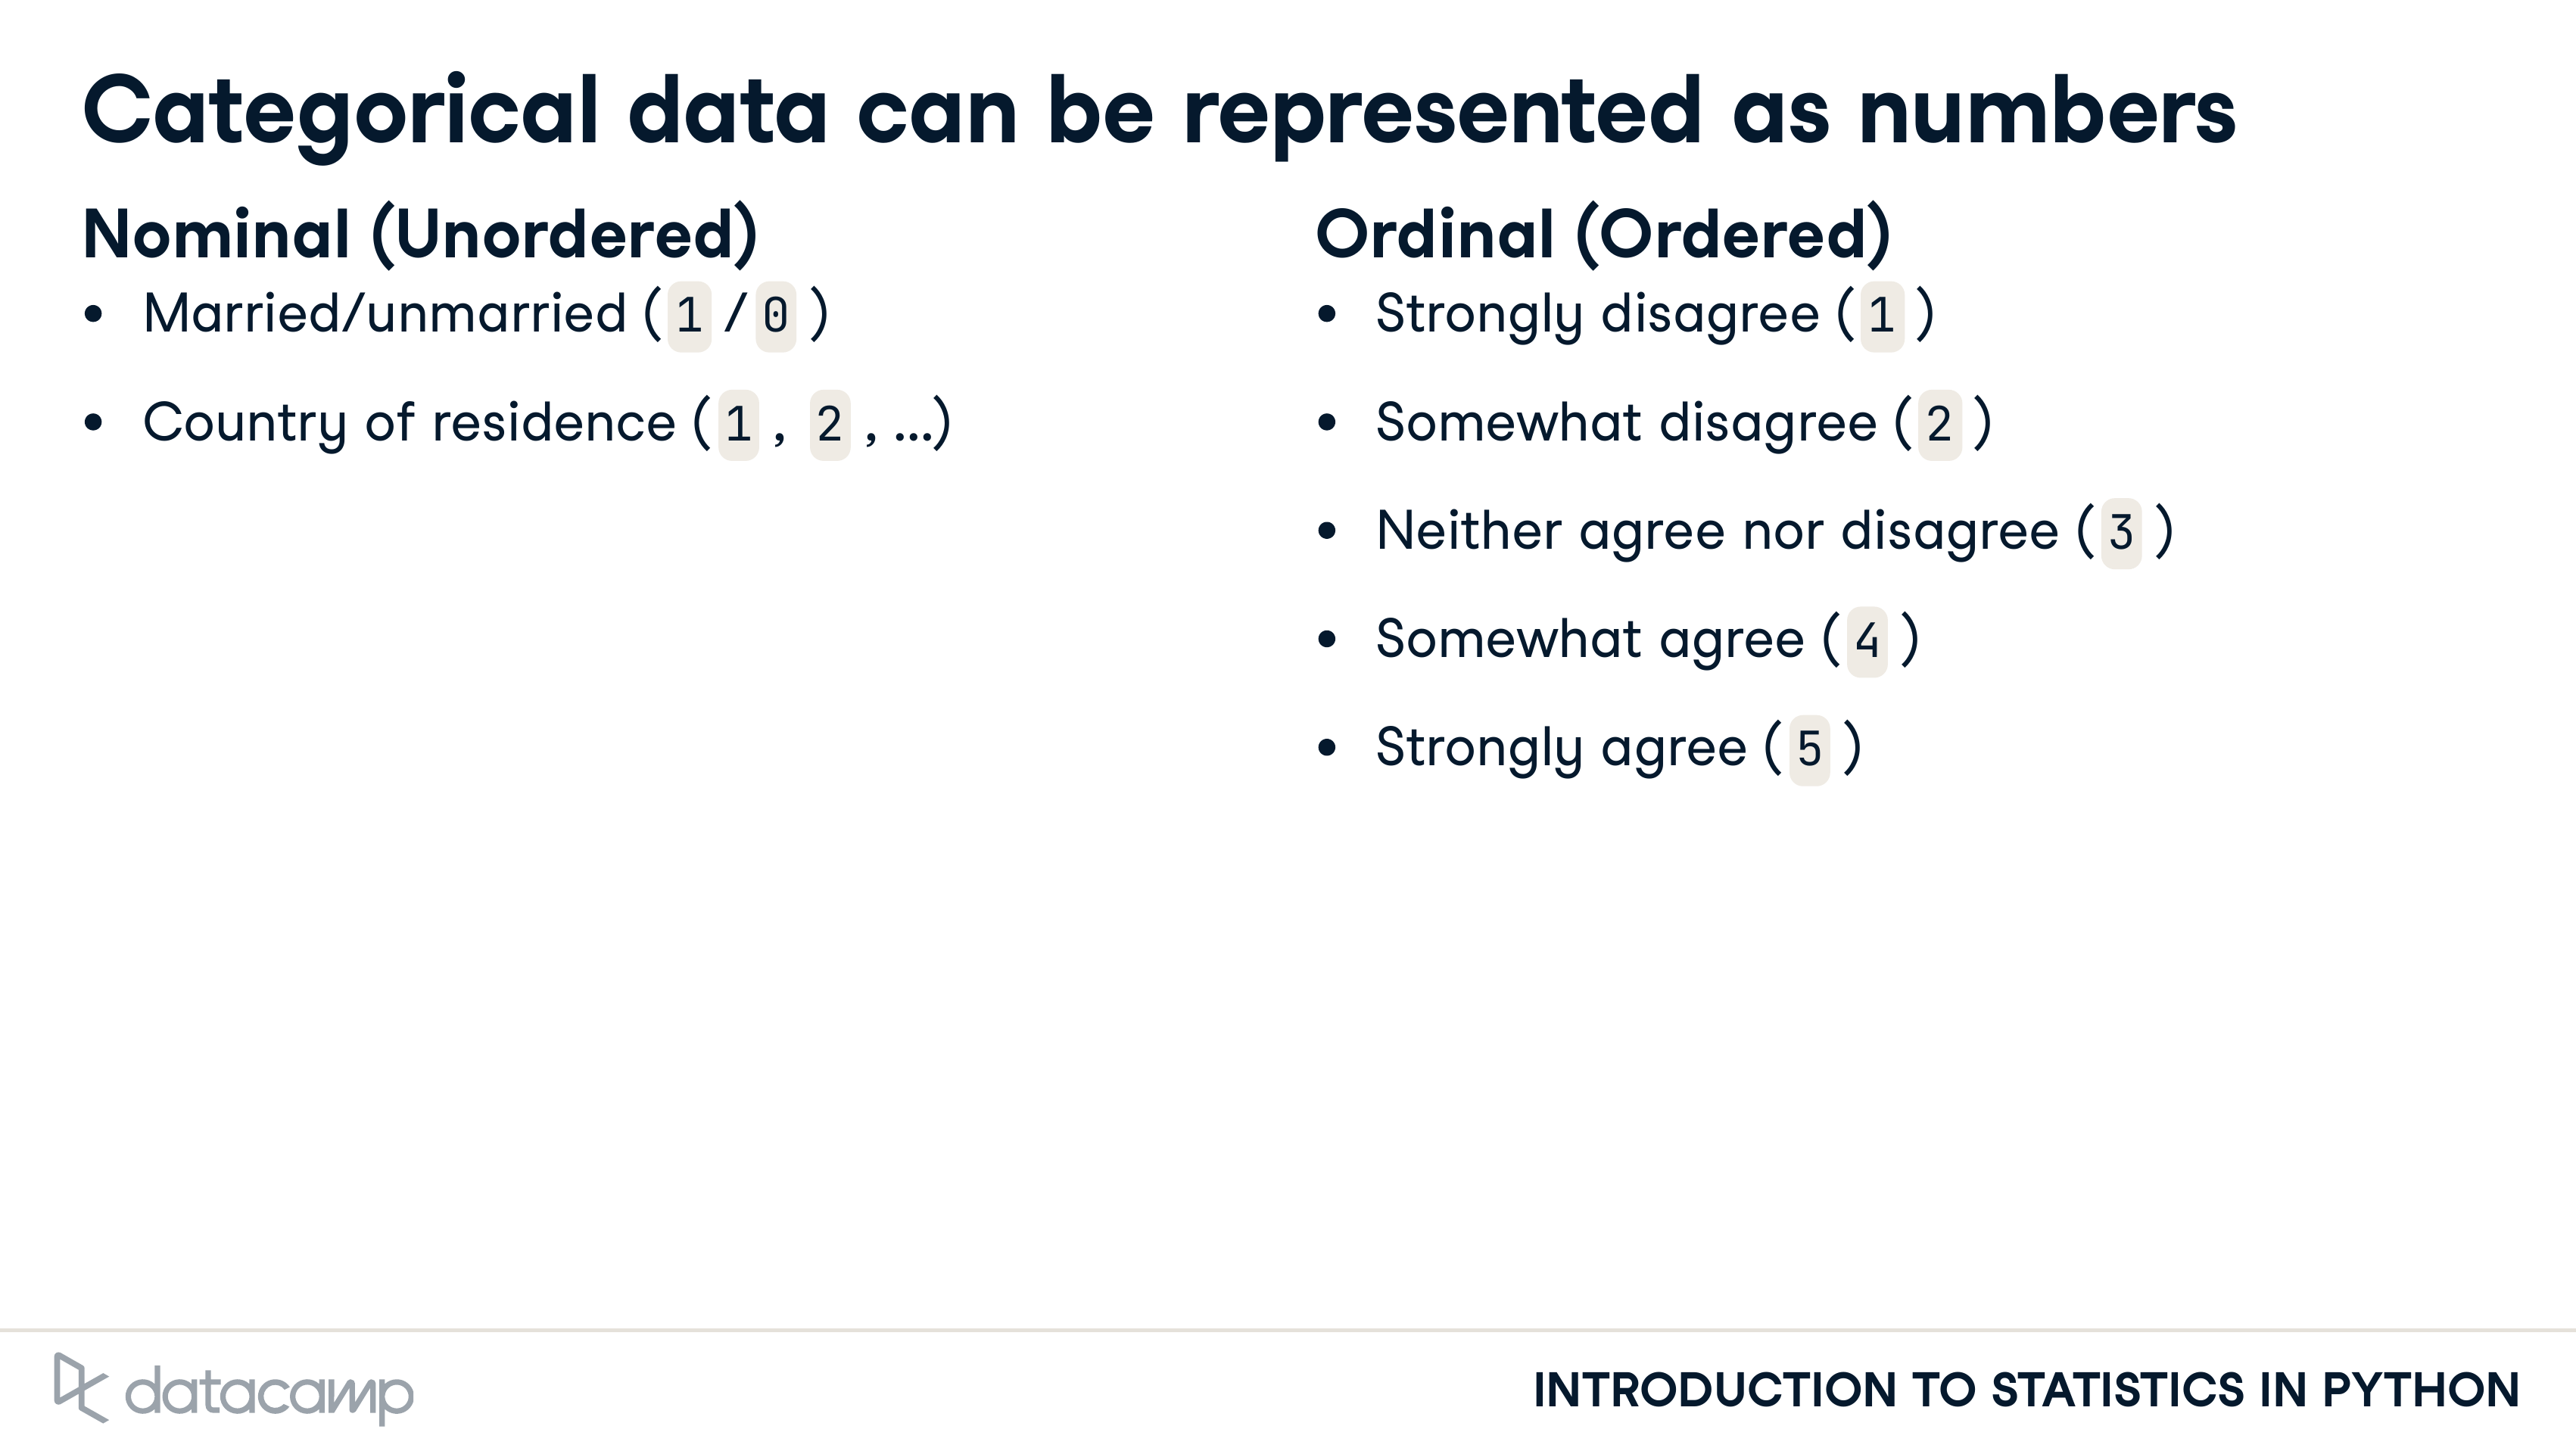 Categorical data can be represented as numbers
Nominal (Unordered)
• Married/unmarried (1/0)
• Country of residence (1, 2, ...)
Ordinal (Ordered)
• Strongly disagree (1)
• Somewhat disagree (2)
• Neither agree nor disagree (3)
• Somewhat agree (4)
• Strongly agree (5)
datacamp
INTRODUCTION TO STATISTICS IN PYTHON